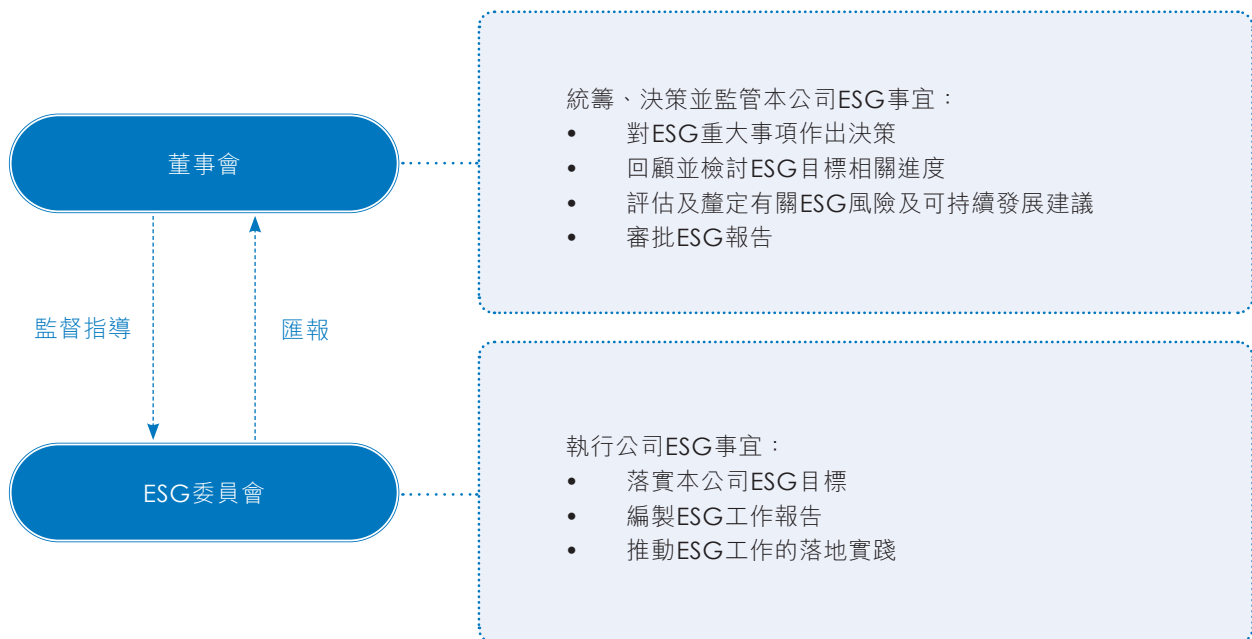 董事會
統籌、決策並監管本公司ESG事宜：
• 對ESG重大事項作出決策
• 回顧並檢討ESG目標相關進度
• 評估及釐定有關ESG風險及可持續發展建議
• 審批ESG報告
監督指導
匯報
ESG委員會
執行公司ESG事宜：
• 落實本公司ESG目標
• 編製ESG工作報告
• 推動ESG工作的落地實踐